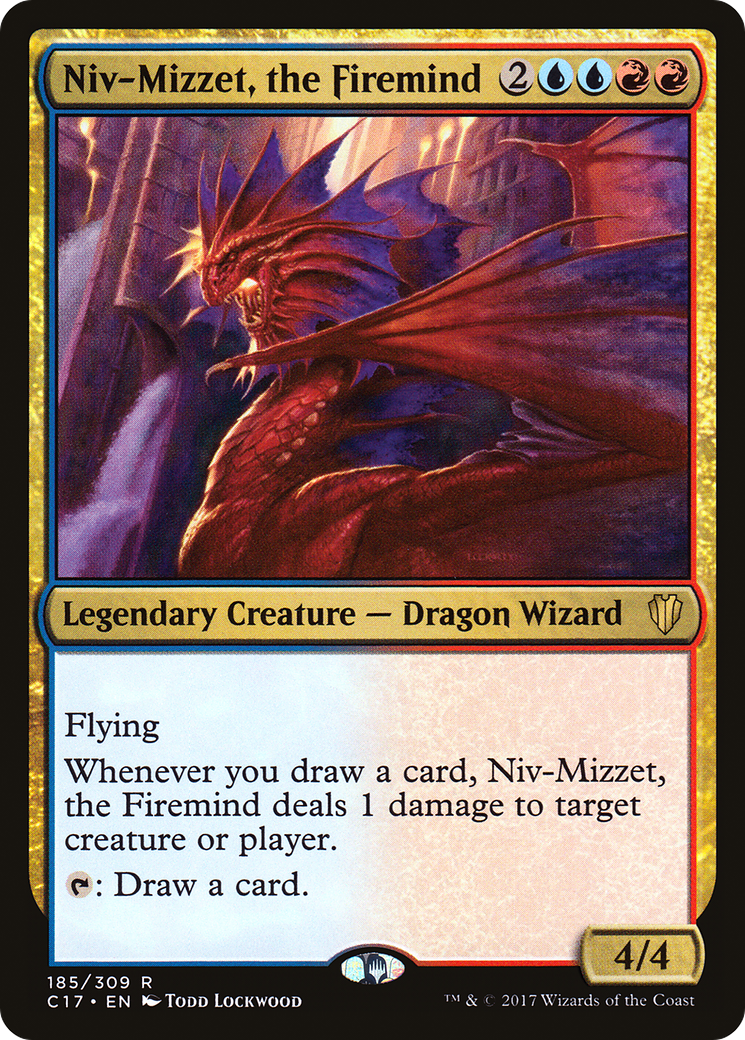 Niv-Mizzet, the Firemind 2
Legendary Creature — Dragon Wizard
Flying
Whenever you draw a card, Niv-Mizzet,
the Firemind deals 1 damage to target
creature or player.
: Draw a card.
4/4
185/309 R
C17 • EN Todd Lockwood
™ & © 2017 Wizards of the Coast